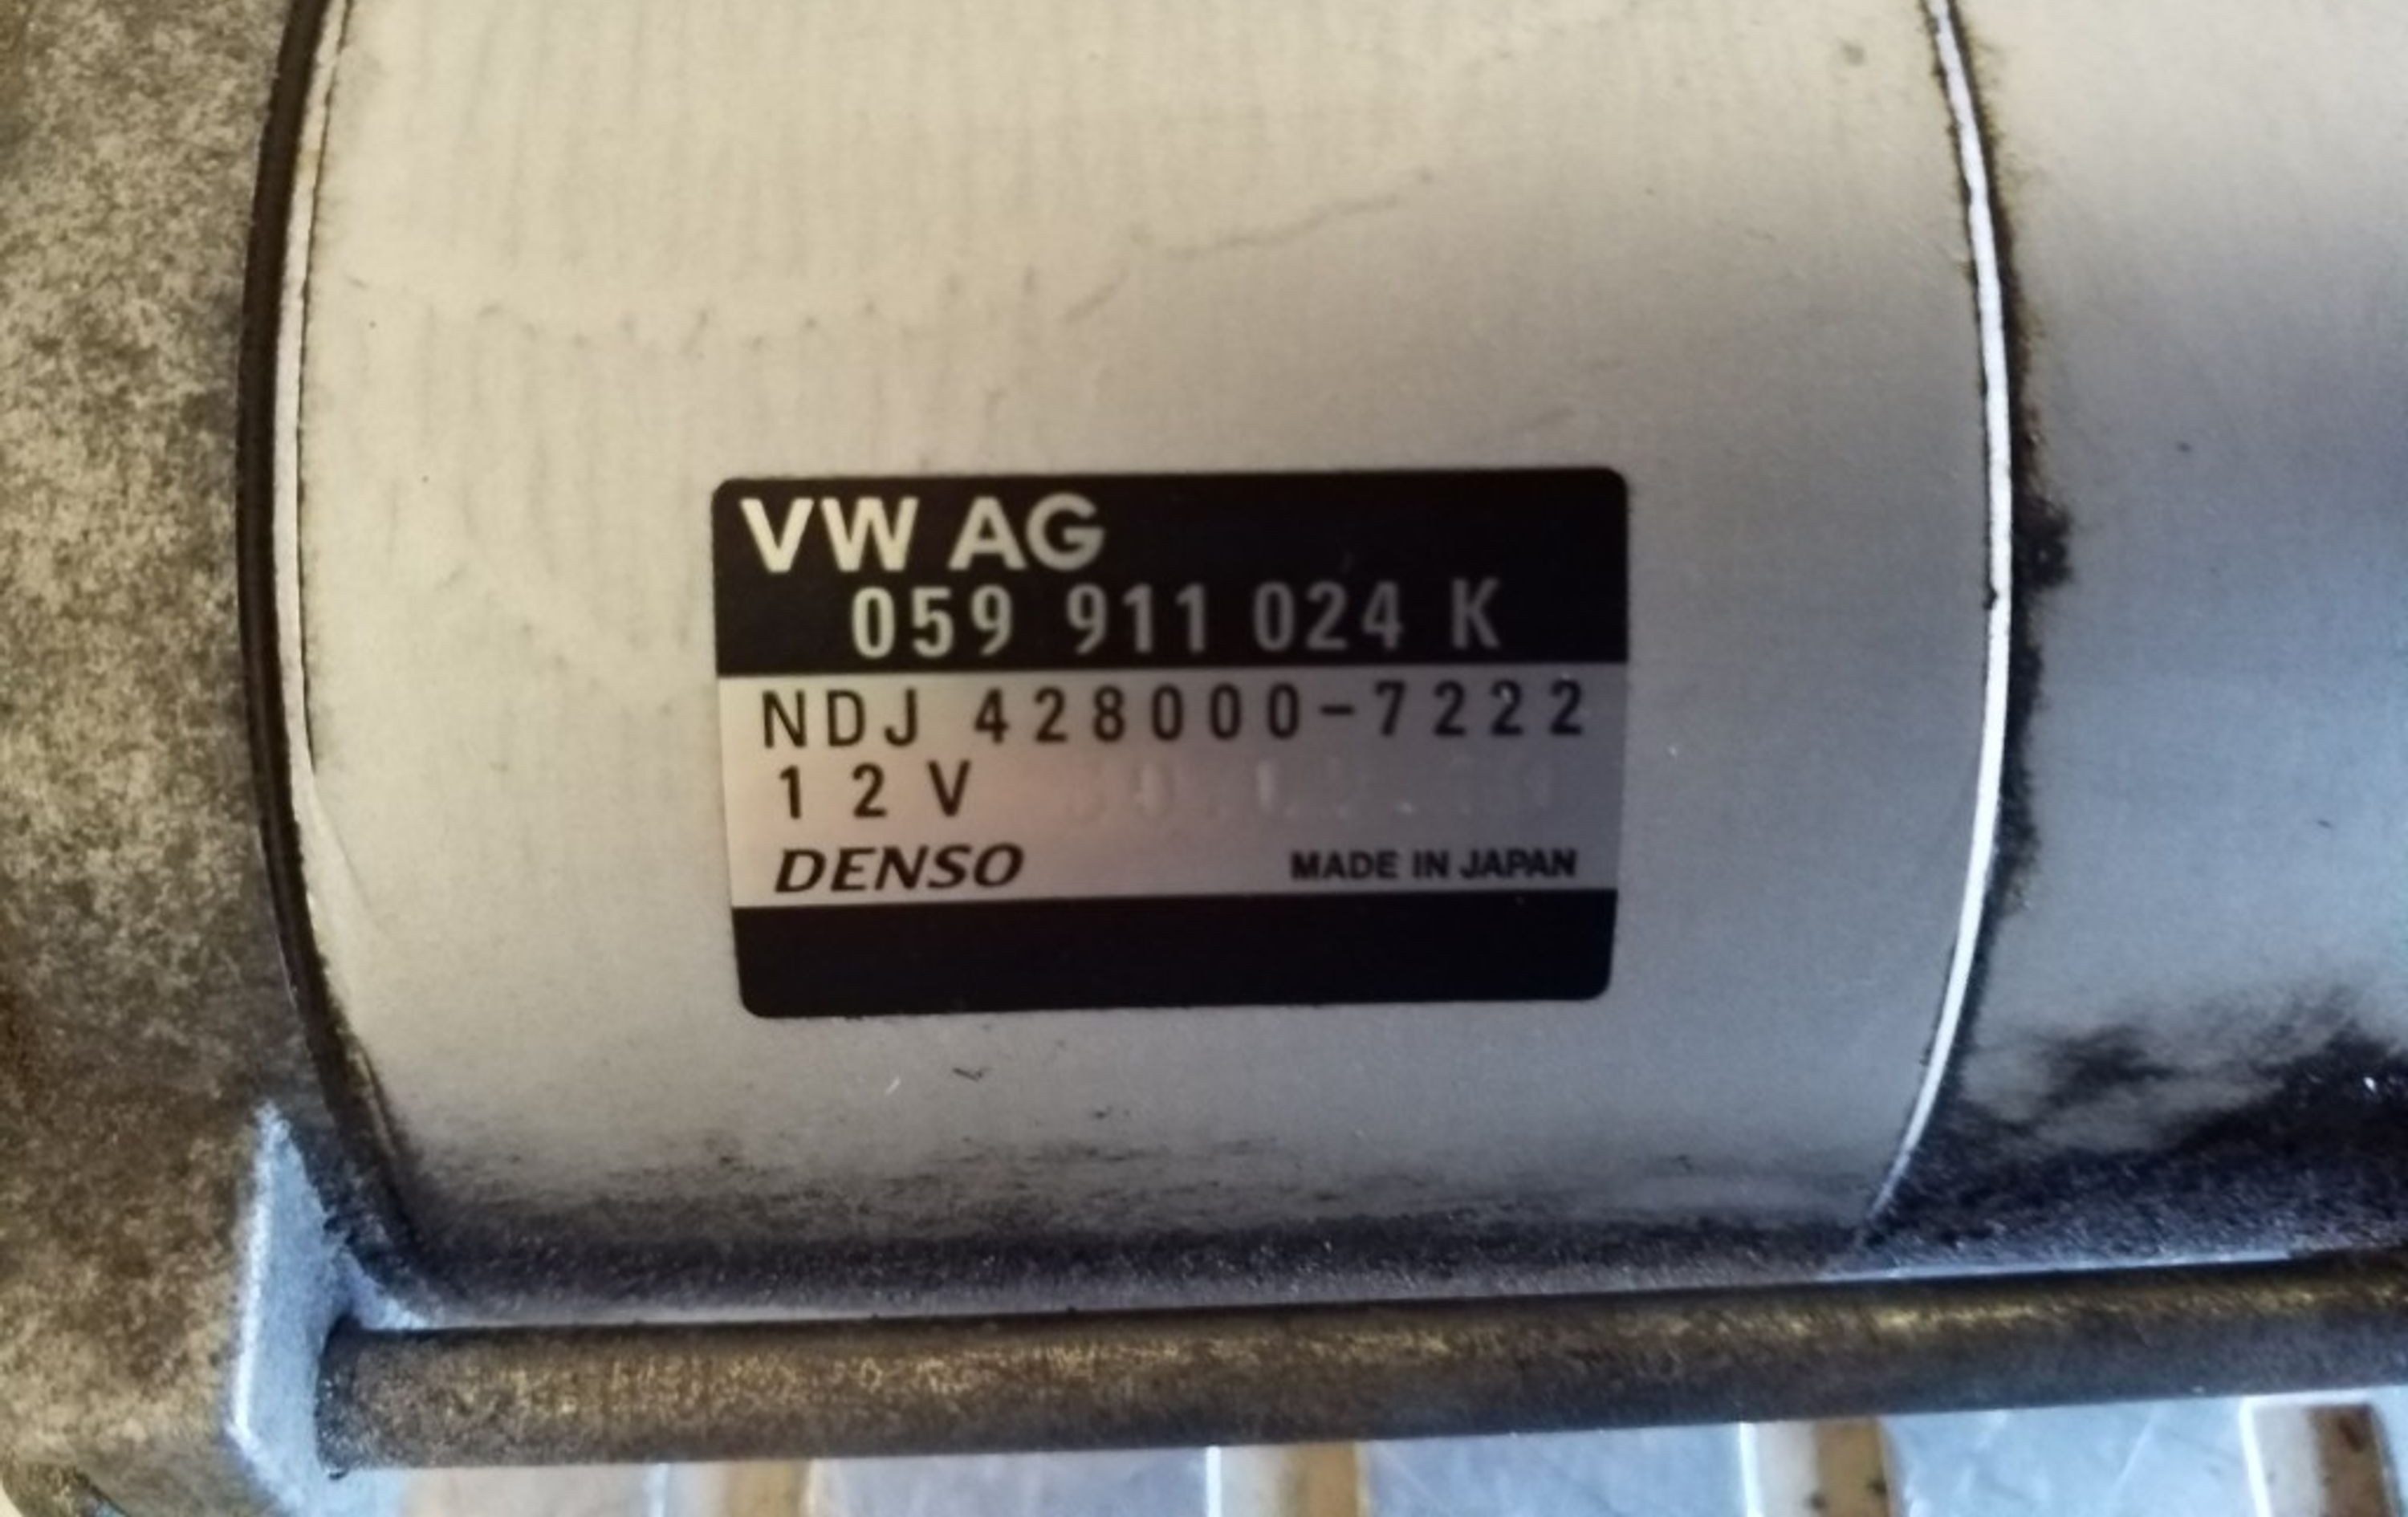 VW AG
059 911 024 K
NDJ 428000-7222
12V
DENSO MADE IN JAPAN